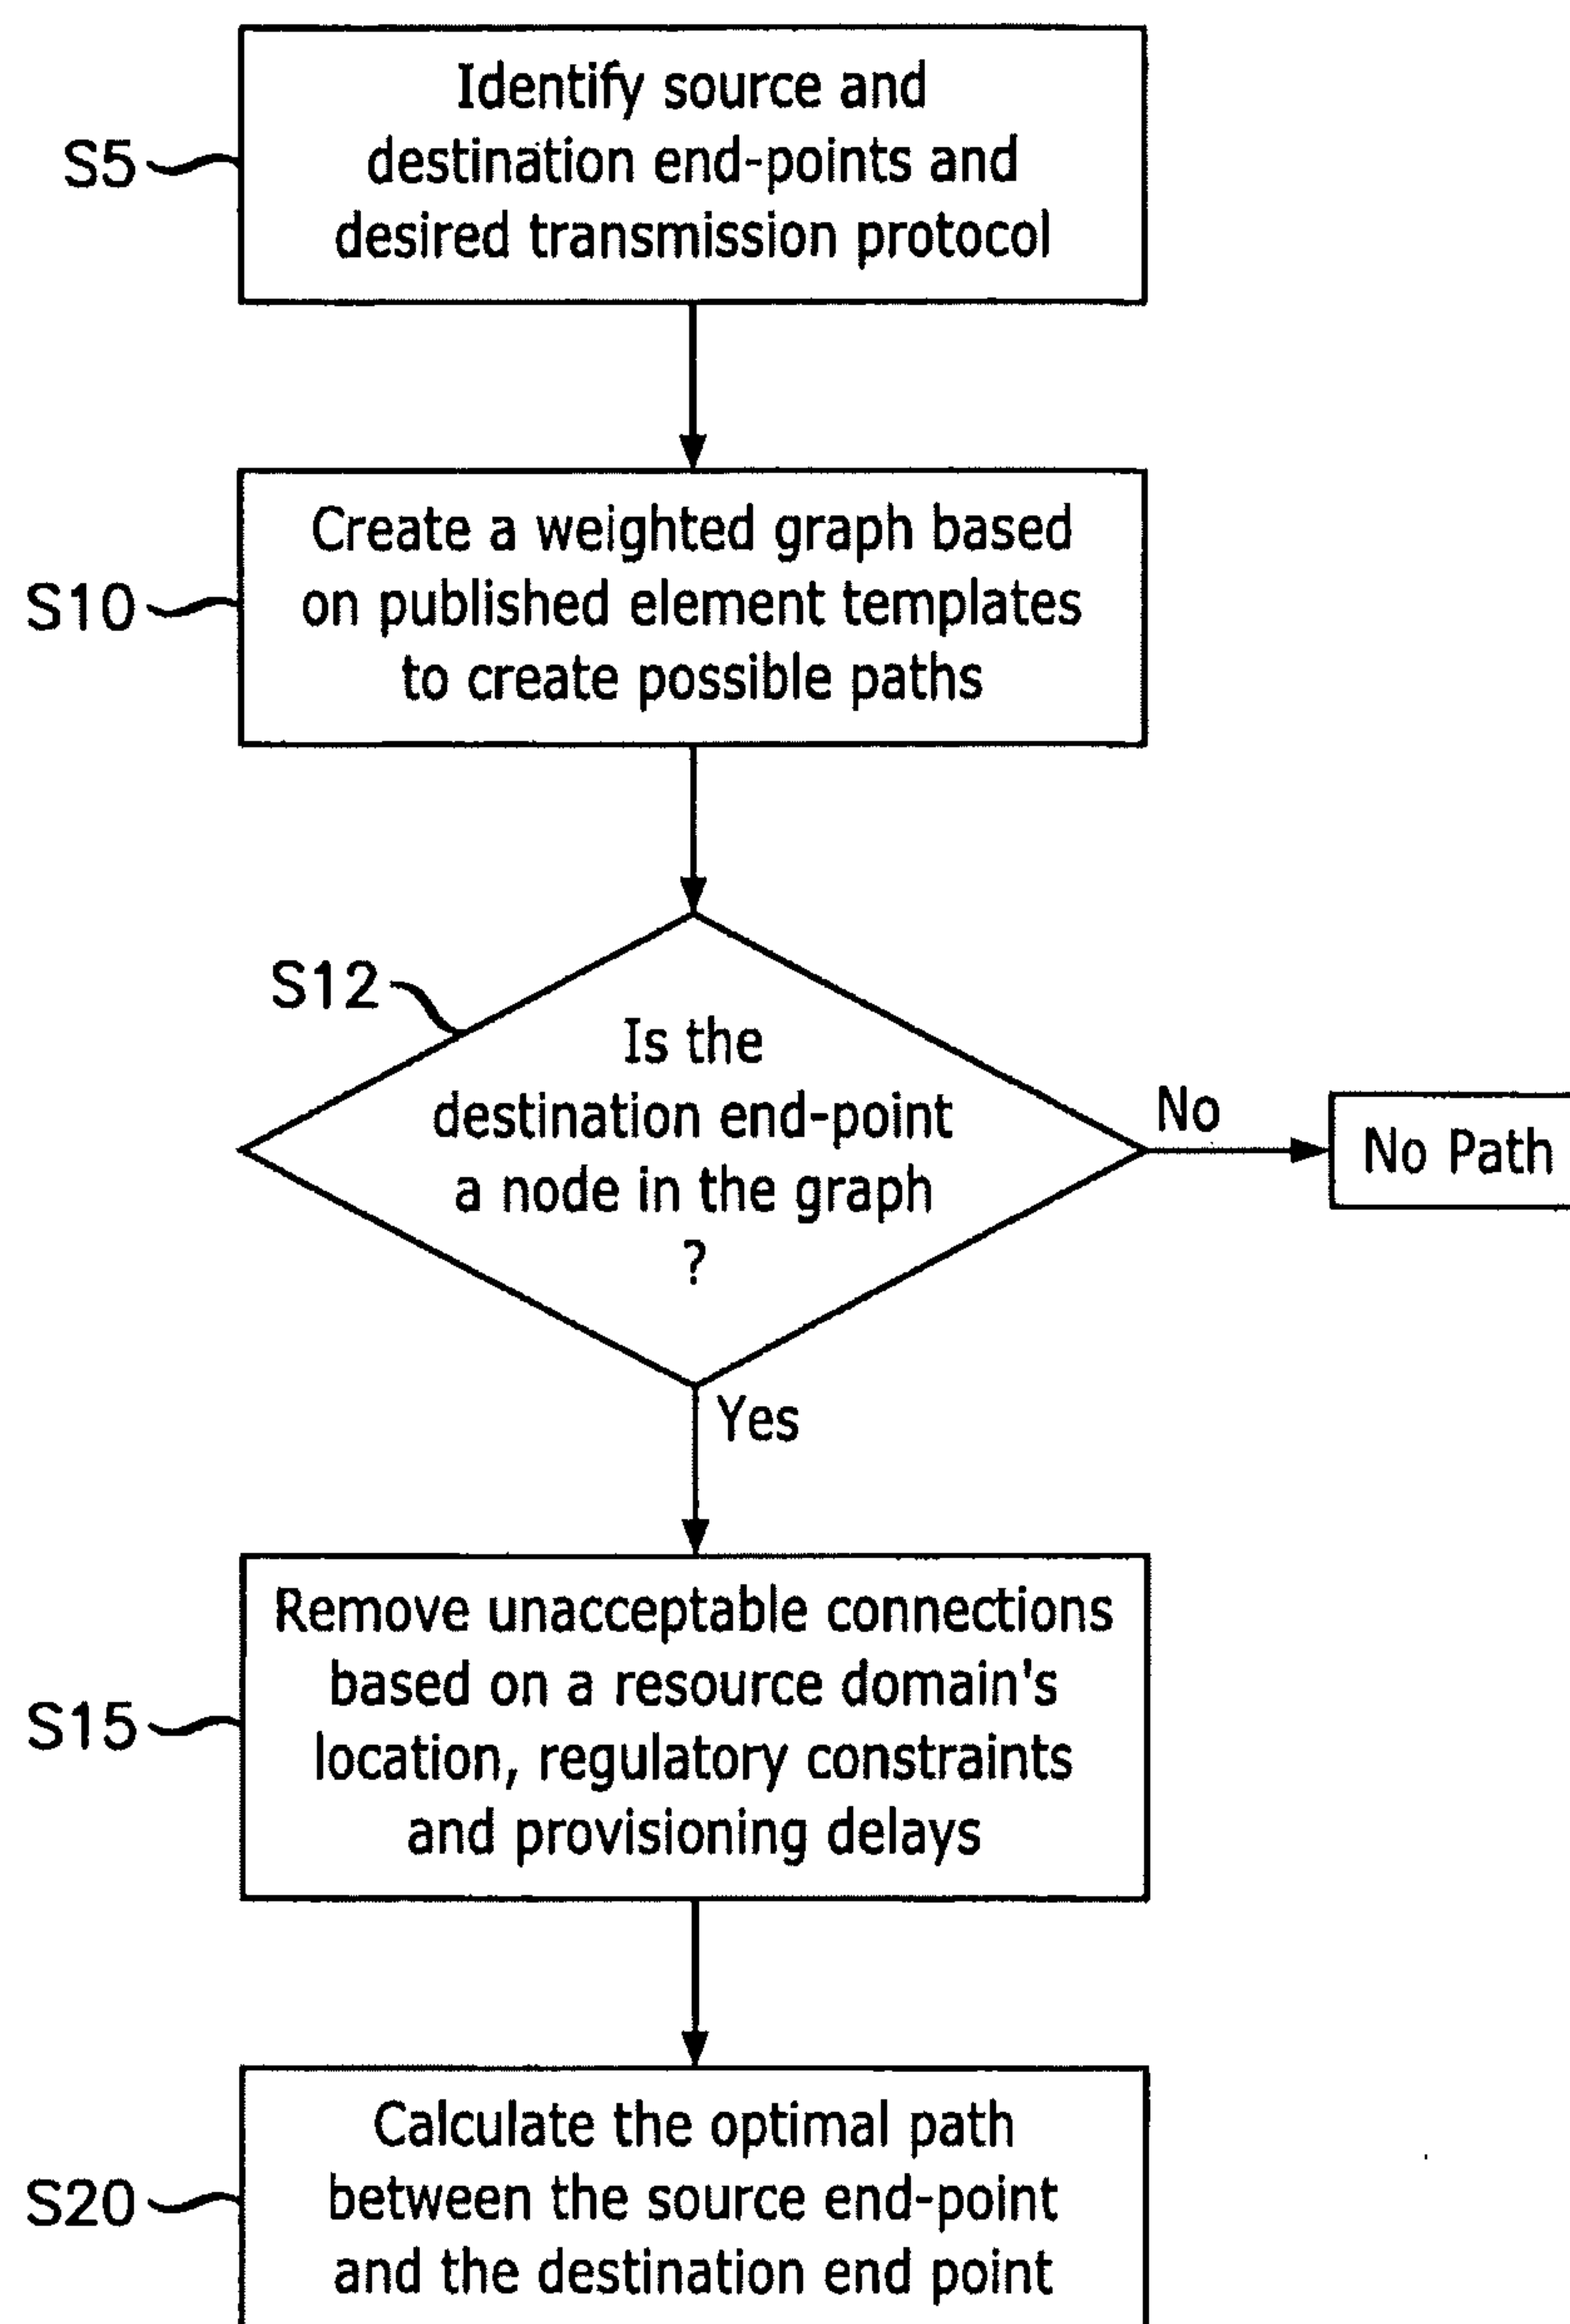 Identify source and
destination end-points and
desired transmission protocol
S5
Create a weighted graph based
on published element templates
to create possible paths
S10
S12
Is the
destination end-point
a node in the graph
?
No
No Path
Yes
Remove unacceptable connections
based on a resource domain's
location, regulatory constraints
and provisioning delays
S15
Calculate the optimal path
between the source end-point
and the destination end point
S20